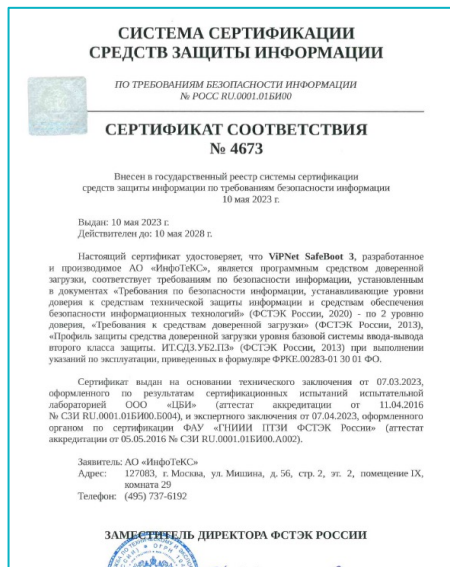 СИСТЕМА СЕРТИФИКАЦИИ
СРЕДСТВ ЗАЩИТЫ ИНФОРМАЦИИ
ПО ТРЕБОВАНИЯМ БЕЗОПАСНОСТИ ИНФОРМАЦИИ
№ РОСС RU.0001.01БИ00
СЕРТИФИКАТ СООТВЕТСТВИЯ
№ 4673
Внесен в государственный реестр системы сертификации
средств защиты информации по требованиям безопасности информации
10 мая 2023 г.
Выдан: 10 мая 2023 г.
Действителен до: 10 мая 2028 г.
Настоящий сертификат удостоверяет, что ViPNet SafeBoot 3, разработанное
и производимое АО «ИнфоТеКС», является программным средством доверенной
загрузки, соответствует требованиям по безопасности информации, установленным
в документах «Требования по безопасности информации, устанавливающие уровни
доверия к средствам технической защиты информации и средствам обеспечения
безопасности информационных технологий» (ФСТЭК России, 2020) - по 2 уровню
доверия, «Требования к средствам доверенной загрузки» (ФСТЭК России, 2013),
«Профиль защиты средства доверенной загрузки уровня базовой системы ввода-вывода
второго класса защиты. ИТ.СДЗ.УБ2.ПЗ» (ФСТЭК России, 2013) при выполнении
указаний по эксплуатации, приведенных в формуляре ФРКЕ.00283-01 30 01 ФО.
Сертификат выдан на основании технического заключения от 07.03.2023,
оформленного по результатам сертификационных испытаний испытательной
лабораторией ООО «ЦБИ» (аттестат аккредитации от 11.04.2016
№ СЗИ RU.0001.01БИ00.Б004), и экспертного заключения от 07.04.2023, оформленного
органом по сертификации ФАУ «ГНИИИ ПТЗИ ФСТЭК России» (аттестат
аккредитации от 05.05.2016 № СЗИ RU.0001.01БИ00.А002).
Заявитель: АО «ИнфоТеКС»
Адрес: 127083, г. Москва, ул. Мишина, д. 56, стр. 2, эт. 2, помещение IX,
комната 29
Телефон: (495) 737-6192
ЗАМЕСТИТЕЛЬ ДИРЕКТОРА ФСТЭК РОССИИ